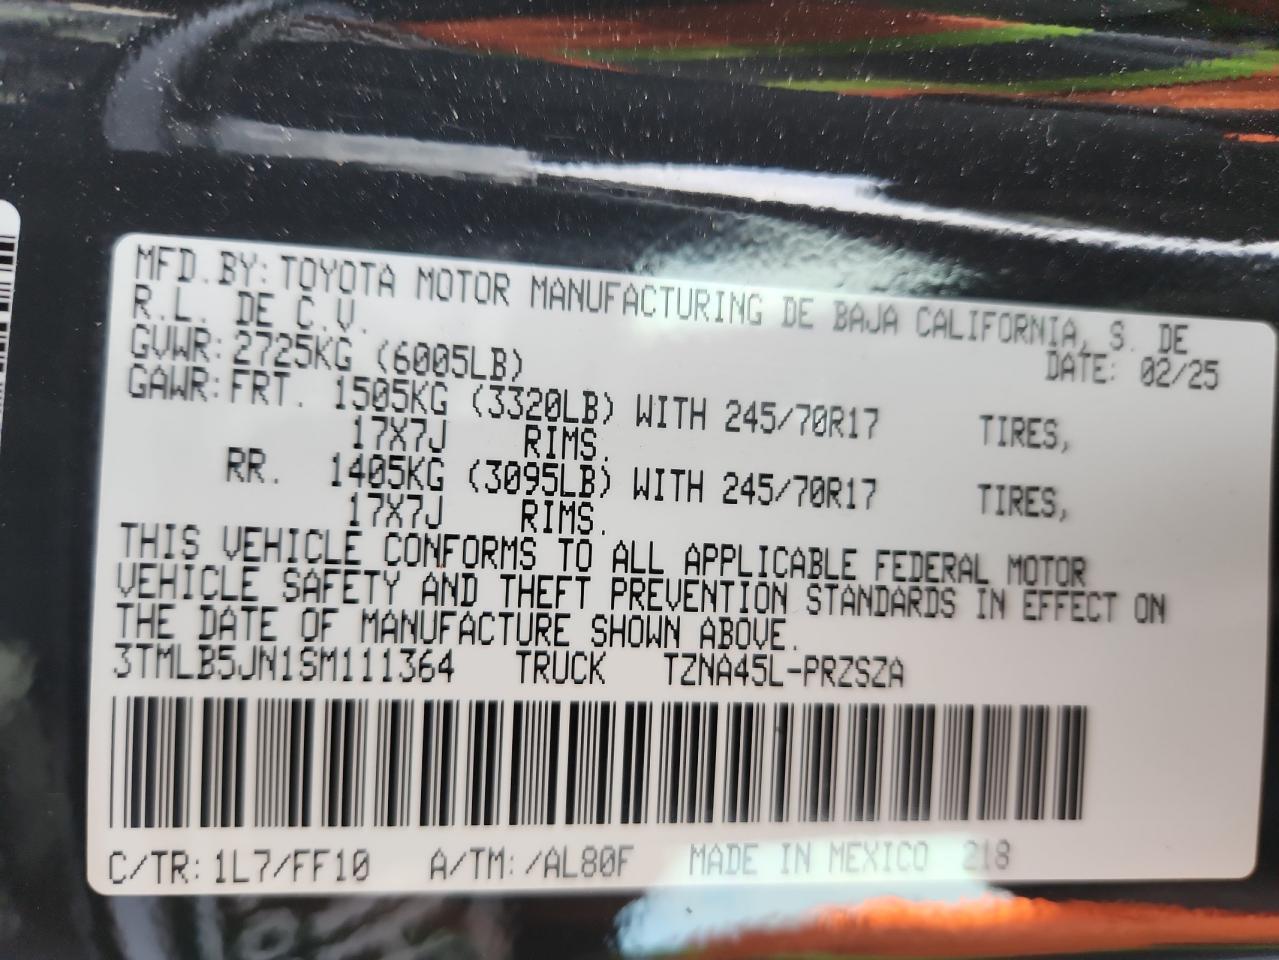 MFD. BY: TOYOTA MOTOR MANUFACTURING DE BAJA CALIFORNIA, S. DE
R.L. DE C.V.
DATE: 02/25
GVWR: 2725KG (6005LB)
GAWR: FRT. 1505KG (3320LB) WITH 245/70R17 TIRES,
17X7J RIMS.
RR. 1405KG (3095LB) WITH 245/70R17 TIRES,
17X7J RIMS.
THIS VEHICLE CONFORMS TO ALL APPLICABLE FEDERAL MOTOR
VEHICLE SAFETY AND THEFT PREVENTION STANDARDS IN EFFECT ON
THE DATE OF MANUFACTURE SHOWN ABOVE.
3TMLB5JN1SM111364 TRUCK TZNA45L-PRZSZA
C/TR: 1L7/FF10 A/TM: /AL80F MADE IN MEXICO 218